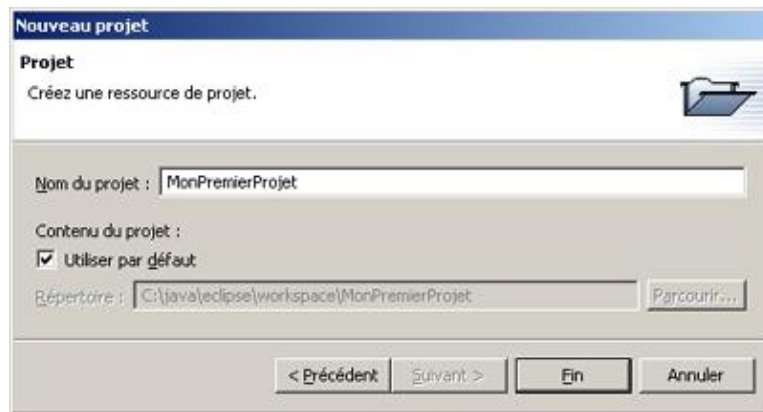 Nouveau projet
Projet
Créez une ressource de projet.
Nom du projet : MonPremierProjet
Contenu du projet :
Utiliser par défaut
Répertoire : C:\java\eclipse\workspace\MonPremierProjet Parcourir...
< Précédent Suivant > Fin Annuler